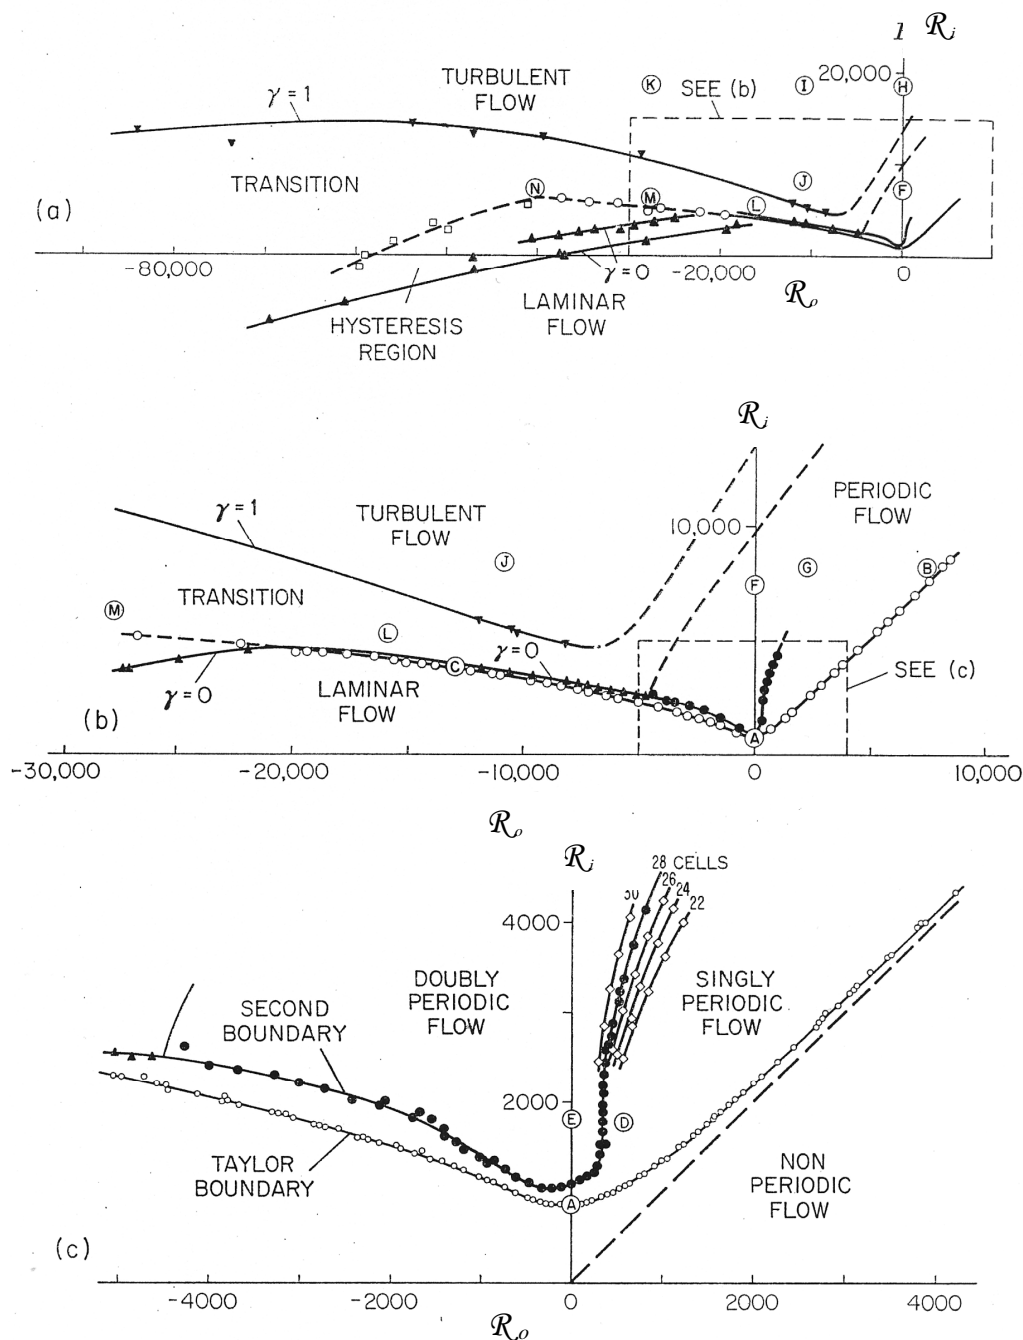 1 ℛi
20,000
TURBULENT
FLOW
γ = 1
Ⓚ
SEE (b)
Ⓘ
Ⓗ
TRANSITION
Ⓝ
Ⓜ
Ⓛ
Ⓙ
Ⓕ
(a)
-80,000
γ=0
-20,000
0
ℛo
HYSTERESIS
REGION
LAMINAR
FLOW
ℛi
γ = 1
TURBULENT
FLOW
10,000
PERIODIC
FLOW
Ⓙ
Ⓕ
Ⓖ
Ⓑ
TRANSITION
Ⓜ
Ⓛ
γ = 0
Ⓒ
SEE (c)
γ=0
LAMINAR
FLOW
(b)
Ⓐ
-30,000
-20,000
-10,000
0
10,000
ℛo
ℛi
28 CELLS
30
26
24
22
4000
DOUBLY
PERIODIC
FLOW
SINGLY
PERIODIC
FLOW
SECOND
BOUNDARY
2000
Ⓔ
Ⓓ
TAYLOR
BOUNDARY
Ⓐ
NON
PERIODIC
FLOW
(c)
-4000
-2000
0
2000
4000
ℛo